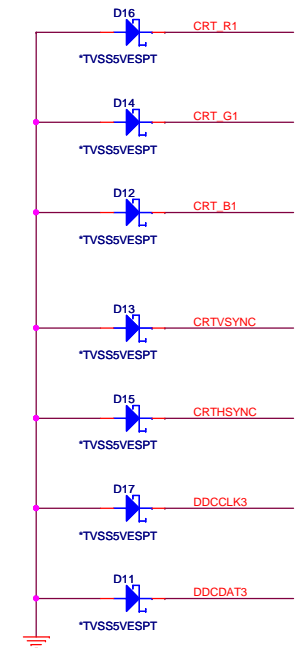 D16
CRT_R1
*TVSS5VESPT
D14
CRT_G1
*TVSS5VESPT
D12
CRT_B1
*TVSS5VESPT
D13
CRTVSYNC
*TVSS5VESPT
D15
CRTHSYNC
*TVSS5VESPT
D17
DDCCLK3
*TVSS5VESPT
D11
DDCDAT3
*TVSS5VESPT